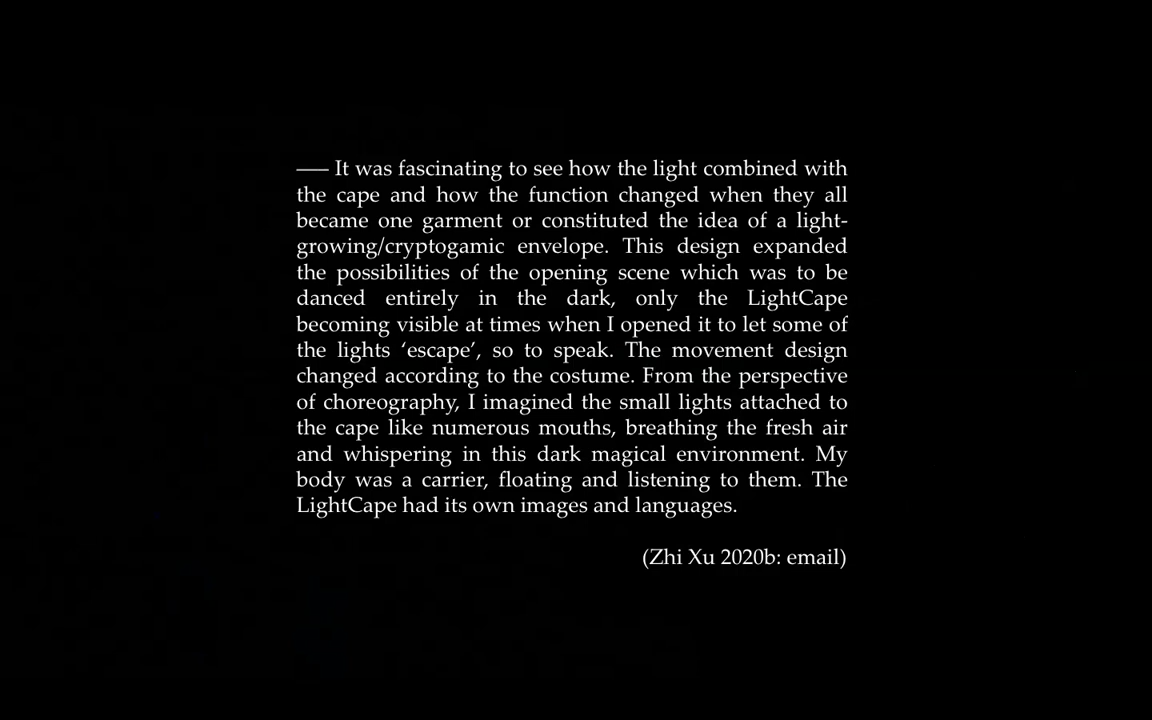 — It was fascinating to see how the light combined with
the cape and how the function changed when they all
became one garment or constituted the idea of a light-
growing/cryptogamic envelope. This design expanded
the possibilities of the opening scene which was to be
danced entirely in the dark, only the LightCape
becoming visible at times when I opened it to let some of
the lights ‘escape’, so to speak. The movement design
changed according to the costume. From the perspective
of choreography, I imagined the small lights attached to
the cape like numerous mouths, breathing the fresh air
and whispering in this dark magical environment. My
body was a carrier, floating and listening to them. The
LightCape had its own images and languages.
(Zhi Xu 2020b: email)